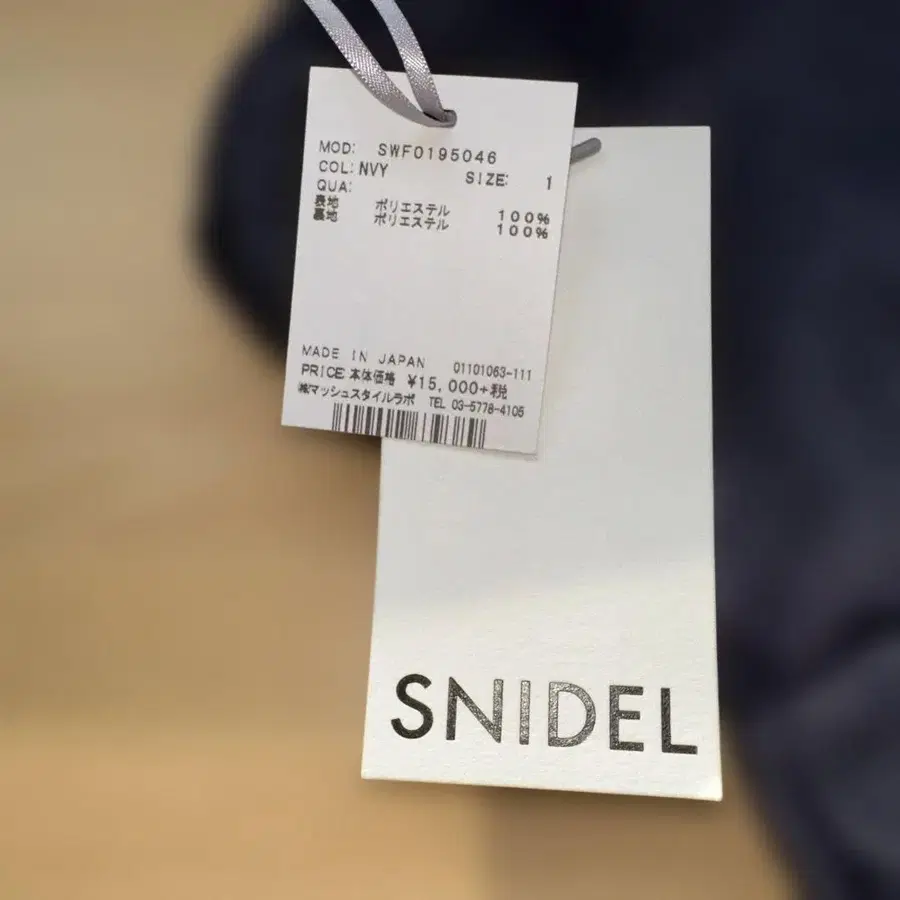 MOD: SWF0195046
COL: NVY SIZE: 1
QUA:
表地 ポリエステル 100%
裏地 ポリエステル 100%
MADE IN JAPAN 01101063-111
PRICE 本体価格 ¥15,000+税
㈱マッシュスタイルラボ TEL 03-5778-4105
SNIDEL